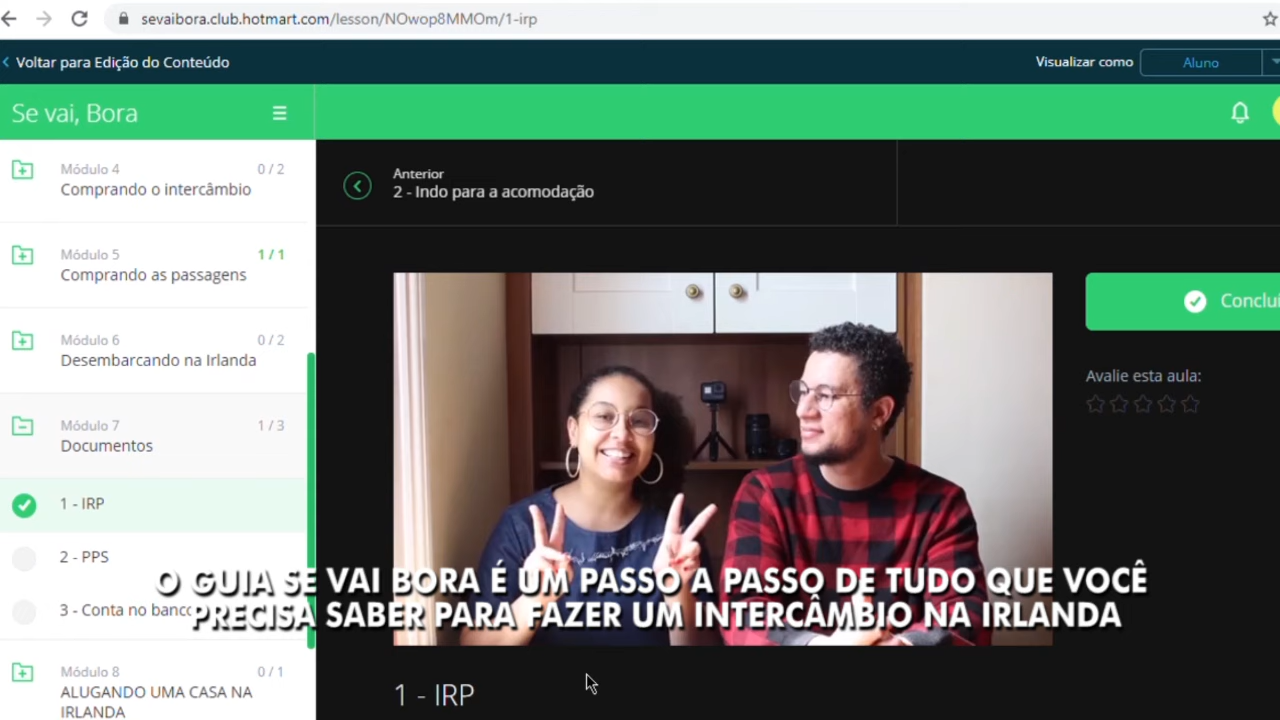 sevaibora.club.hotmart.com/lesson/NOwop8MMOm/1-irp
Voltar para Edição do Conteúdo
Visualizar como
Aluno
Se vai, Bora
Módulo 4
0 / 2
Comprando o intercâmbio
Módulo 5
1 / 1
Comprando as passagens
Módulo 6
0 / 2
Desembarcando na Irlanda
Módulo 7
1 / 3
Documentos
1 - IRP
2 - PPS
3 - Conta no banco
Módulo 8
0 / 1
ALUGANDO UMA CASA NA
IRLANDA
Anterior
2 - Indo para a acomodação
Conclui
Avalie esta aula:
O GUIA SE VAI BORA É UM PASSO A PASSO DE TUDO QUE VOCÊ
PRECISA SABER PARA FAZER UM INTERCÂMBIO NA IRLANDA
1 - IRP